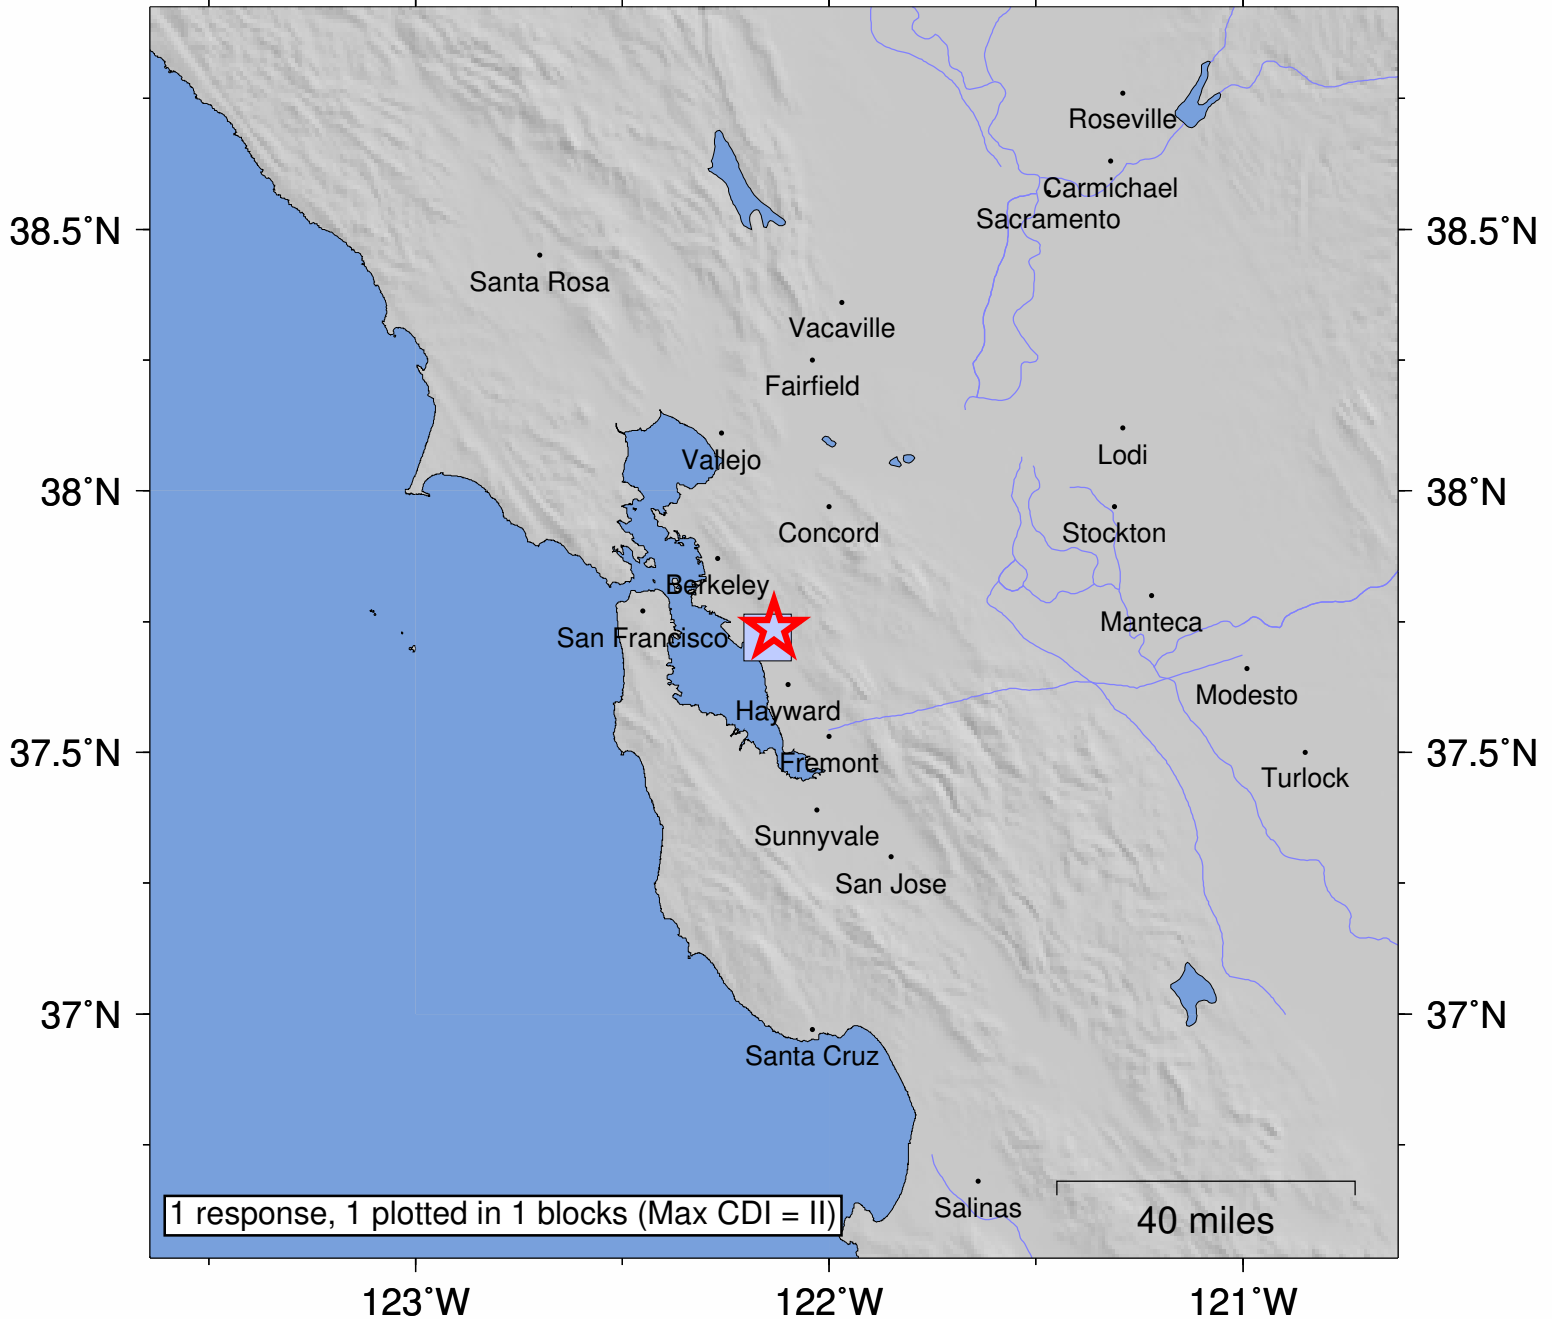 Roseville
Carmichael
Sacramento
38.5˚N
38.5˚N
Santa Rosa
Vacaville
Fairfield
Vallejo
Lodi
38˚N
38˚N
Concord
Stockton
Berkeley
Manteca
San Francisco
Modesto
Hayward
37.5˚N
Fremont
37.5˚N
Turlock
Sunnyvale
San Jose
37˚N
37˚N
Santa Cruz
Salinas
1 response, 1 plotted in 1 blocks (Max CDI = II)
40 miles
123˚W
122˚W
121˚W